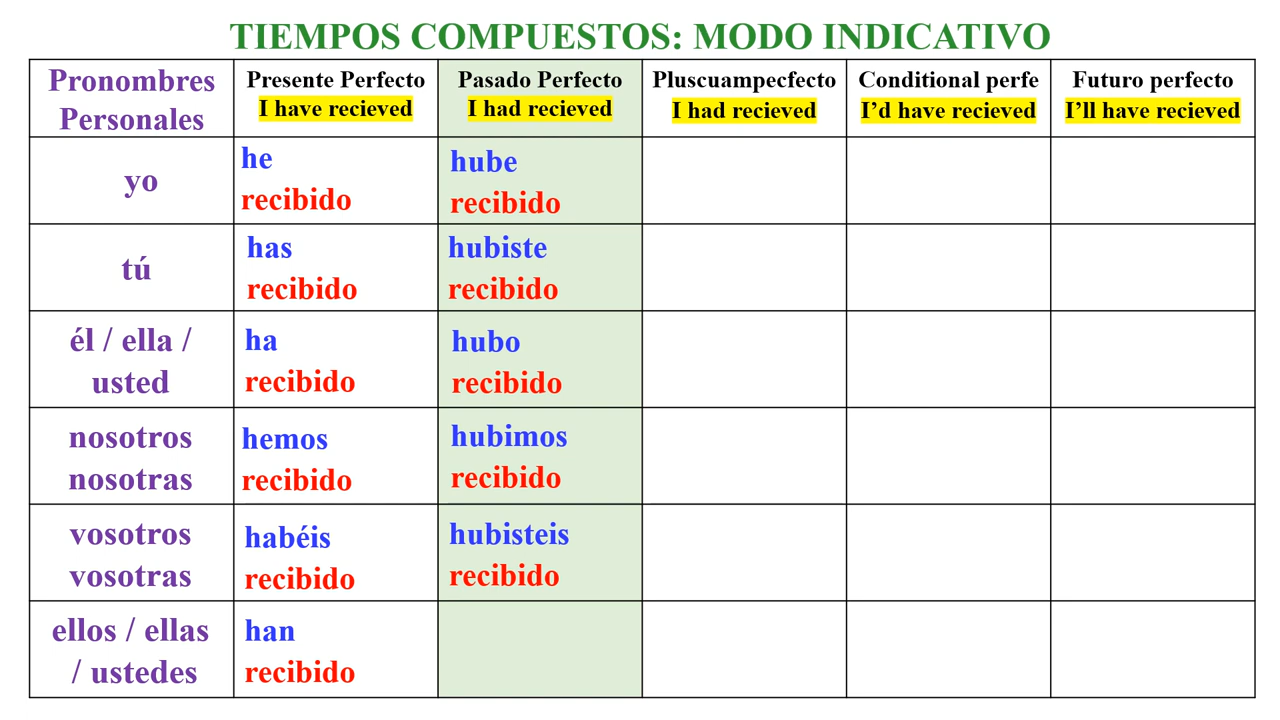 TIEMPOS COMPUESTOS: MODO INDICATIVO
Pronombres
Personales
Presente Perfecto
I have recieved
Pasado Perfecto
I had recieved
Pluscuampecfecto
I had recieved
Conditional perfe
I’d have recieved
Futuro perfecto
I’ll have recieved
yo
he
recibido
hube
recibido
tú
has
recibido
hubiste
recibido
él / ella /
usted
ha
recibido
hubo
recibido
nosotros
nosotras
hemos
recibido
hubimos
recibido
vosotros
vosotras
habéis
recibido
hubisteis
recibido
ellos / ellas
/ ustedes
han
recibido